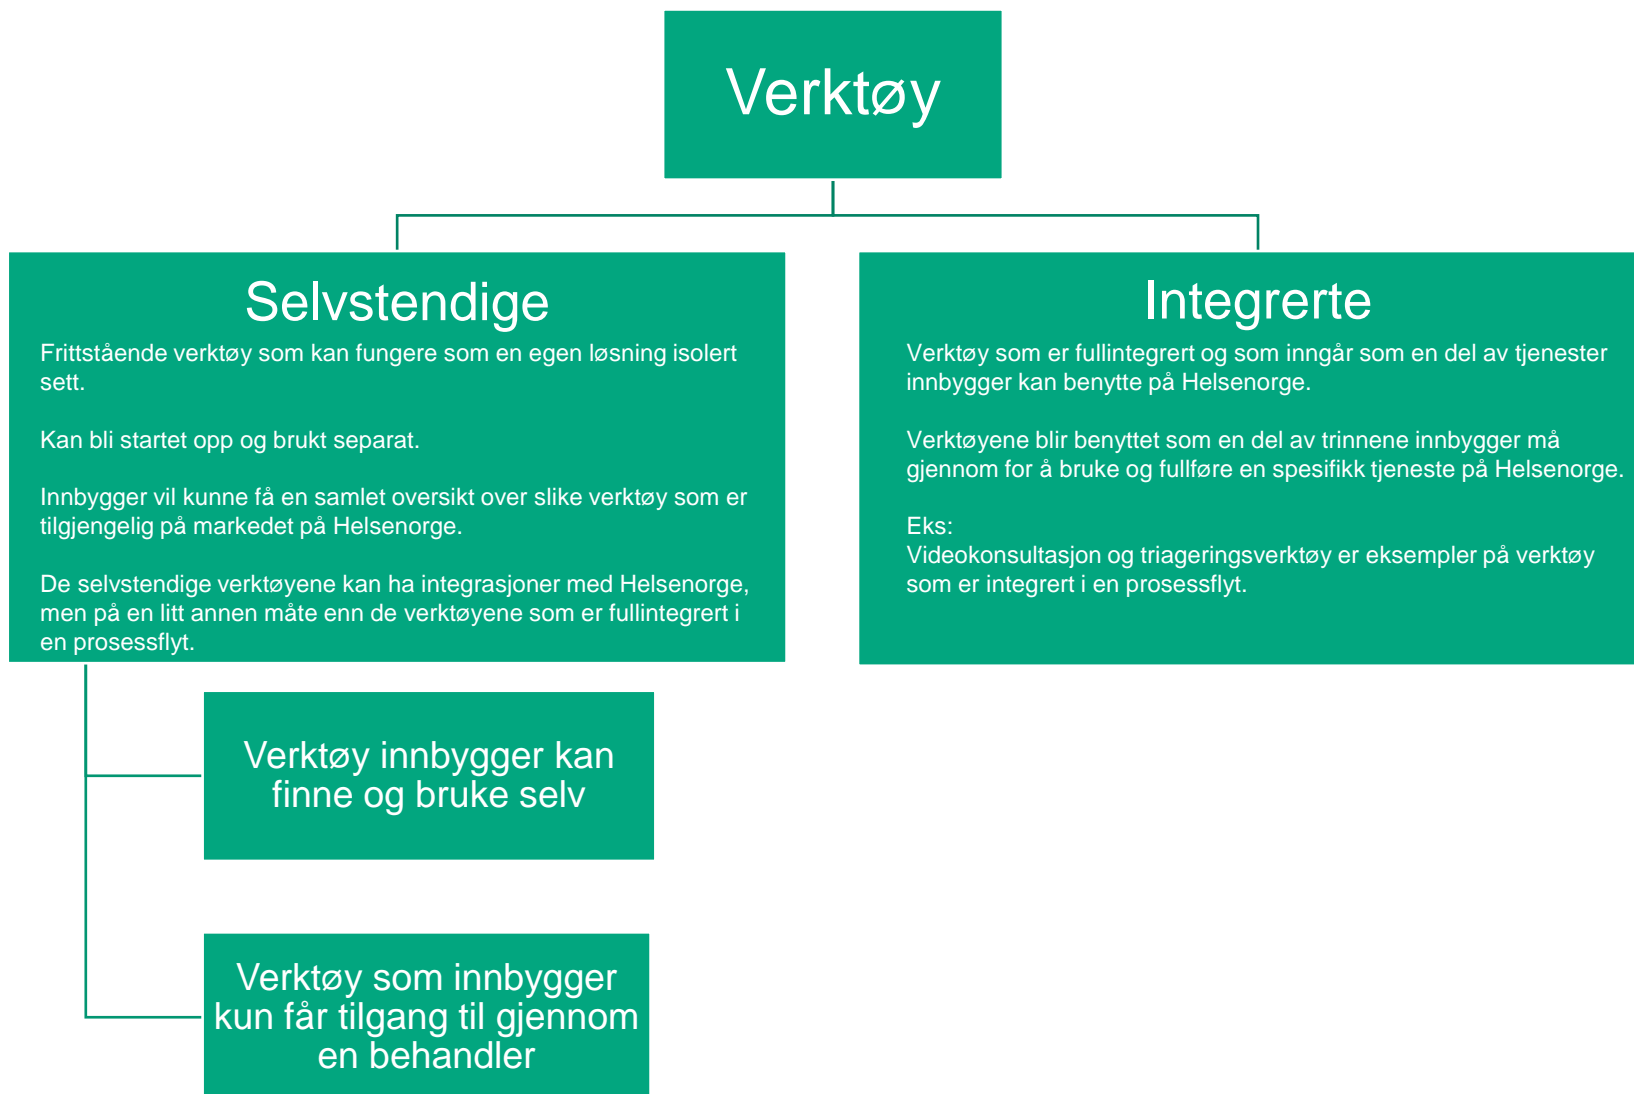 Verktøy
Selvstendige
Frittstående verktøy som kan fungere som en egen løsning isolert
sett.
Kan bli startet opp og brukt separat.
Innbygger vil kunne få en samlet oversikt over slike verktøy som er
tilgjengelig på markedet på Helsenorge.
De selvstendige verktøyene kan ha integrasjoner med Helsenorge,
men på en litt annen måte enn de verktøyene som er fullintegrert i
en prosessflyt.
Integrerte
Verktøy som er fullintegrert og som inngår som en del av tjenester
innbygger kan benytte på Helsenorge.
Verktøyene blir benyttet som en del av trinnene innbygger må
gjennom for å bruke og fullføre en spesifikk tjeneste på Helsenorge.
Eks:
Videokonsultasjon og triageringsverktøy er eksempler på verktøy
som er integrert i en prosessflyt.
Verktøy innbygger kan
finne og bruke selv
Verktøy som innbygger
kun får tilgang til gjennom
en behandler